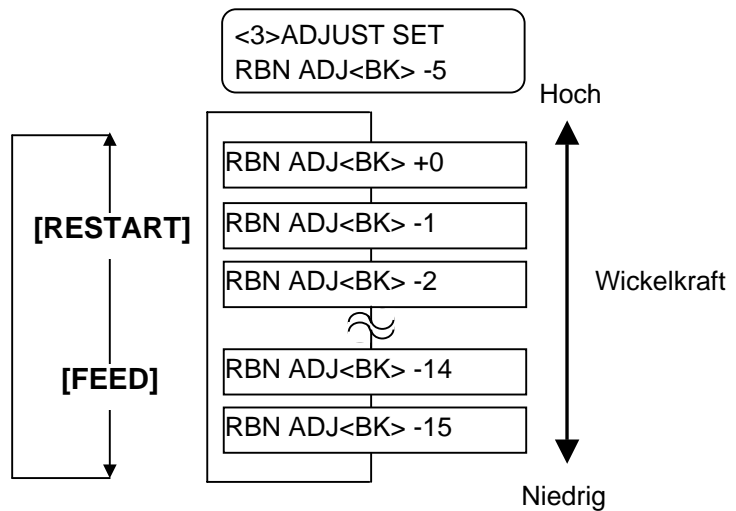 <3>ADJUST SET
RBN ADJ<BK> -5
Hoch
RBN ADJ<BK> +0
[RESTART]
RBN ADJ<BK> -1
RBN ADJ<BK> -2
Wickelkraft
[FEED]
RBN ADJ<BK> -14
RBN ADJ<BK> -15
Niedrig